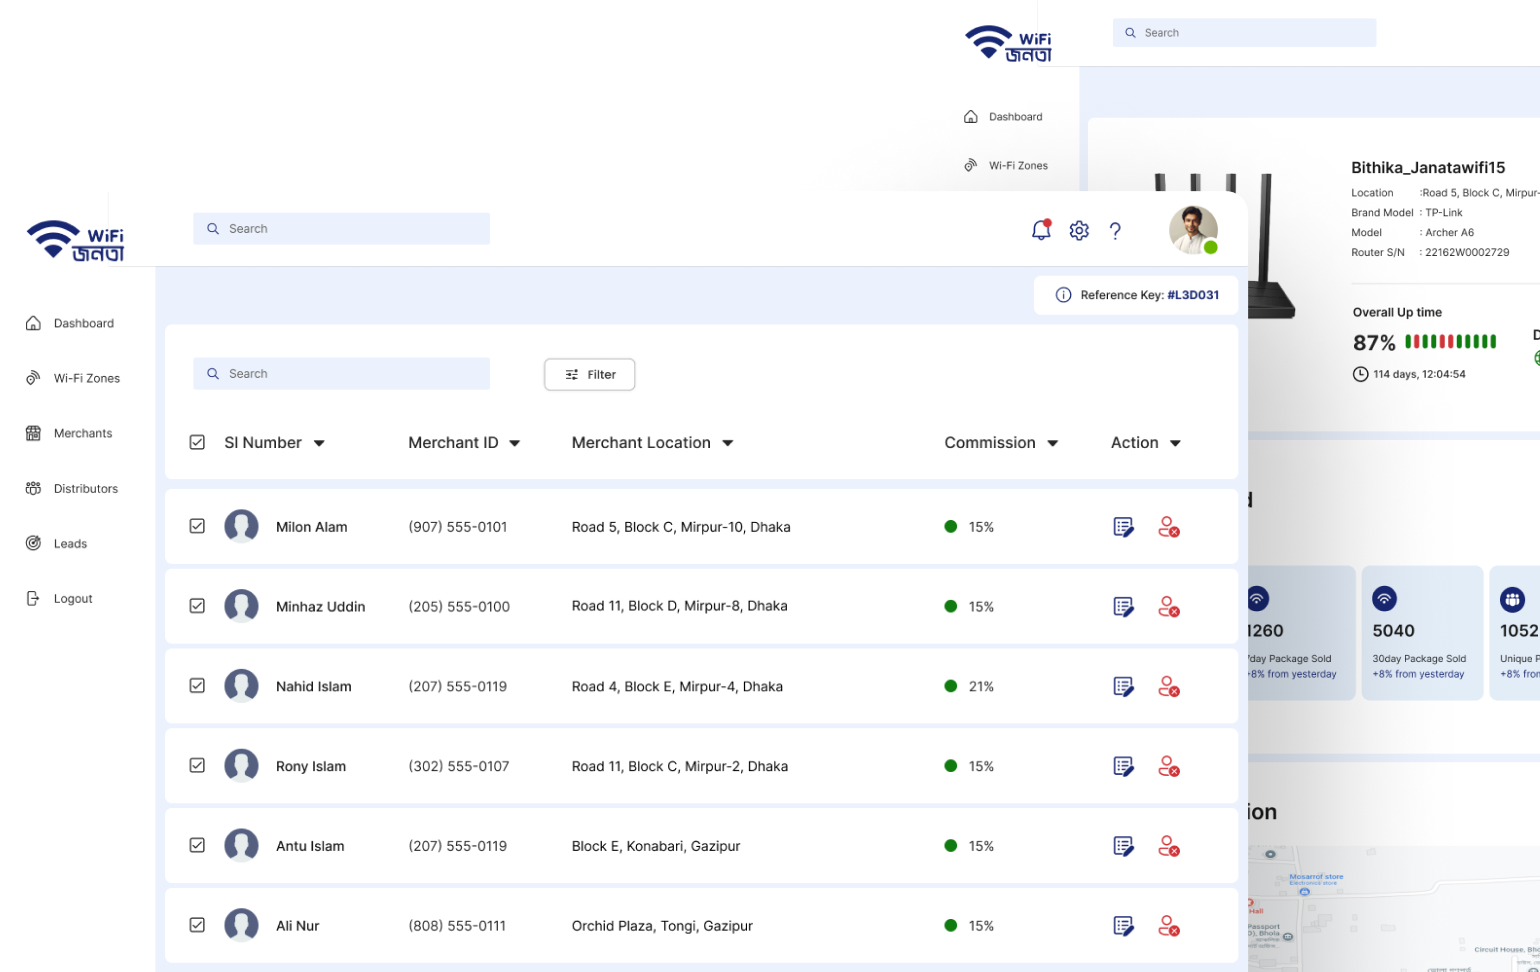 WiFi
জনতা
Search
Dashboard
Wi-Fi Zones
Bithika_Janatawifi15
Location :Road 5, Block C, Mirpur-
Brand Model : TP-Link
Model : Archer A6
Router S/N : 22162W0002729
Overall Up time
87%
114 days, 12:04:54
1260
7day Package Sold
+8% from yesterday
5040
30day Package Sold
+8% from yesterday
1052
Unique P
+8% from
ion
Mosarrof store
Electronics store
Hall
Circuit House, Bho
WiFi
জনতা
Search
?
Reference Key: #L3D031
Dashboard
Wi-Fi Zones
Merchants
Distributors
Leads
Logout
Search
Filter
SI Number
Merchant ID
Merchant Location
Commission
Action
Milon Alam (907) 555-0101 Road 5, Block C, Mirpur-10, Dhaka 15%
Minhaz Uddin (205) 555-0100 Road 11, Block D, Mirpur-8, Dhaka 15%
Nahid Islam (207) 555-0119 Road 4, Block E, Mirpur-4, Dhaka 21%
Rony Islam (302) 555-0107 Road 11, Block C, Mirpur-2, Dhaka 15%
Antu Islam (207) 555-0119 Block E, Konabari, Gazipur 15%
Ali Nur (808) 555-0111 Orchid Plaza, Tongi, Gazipur 15%